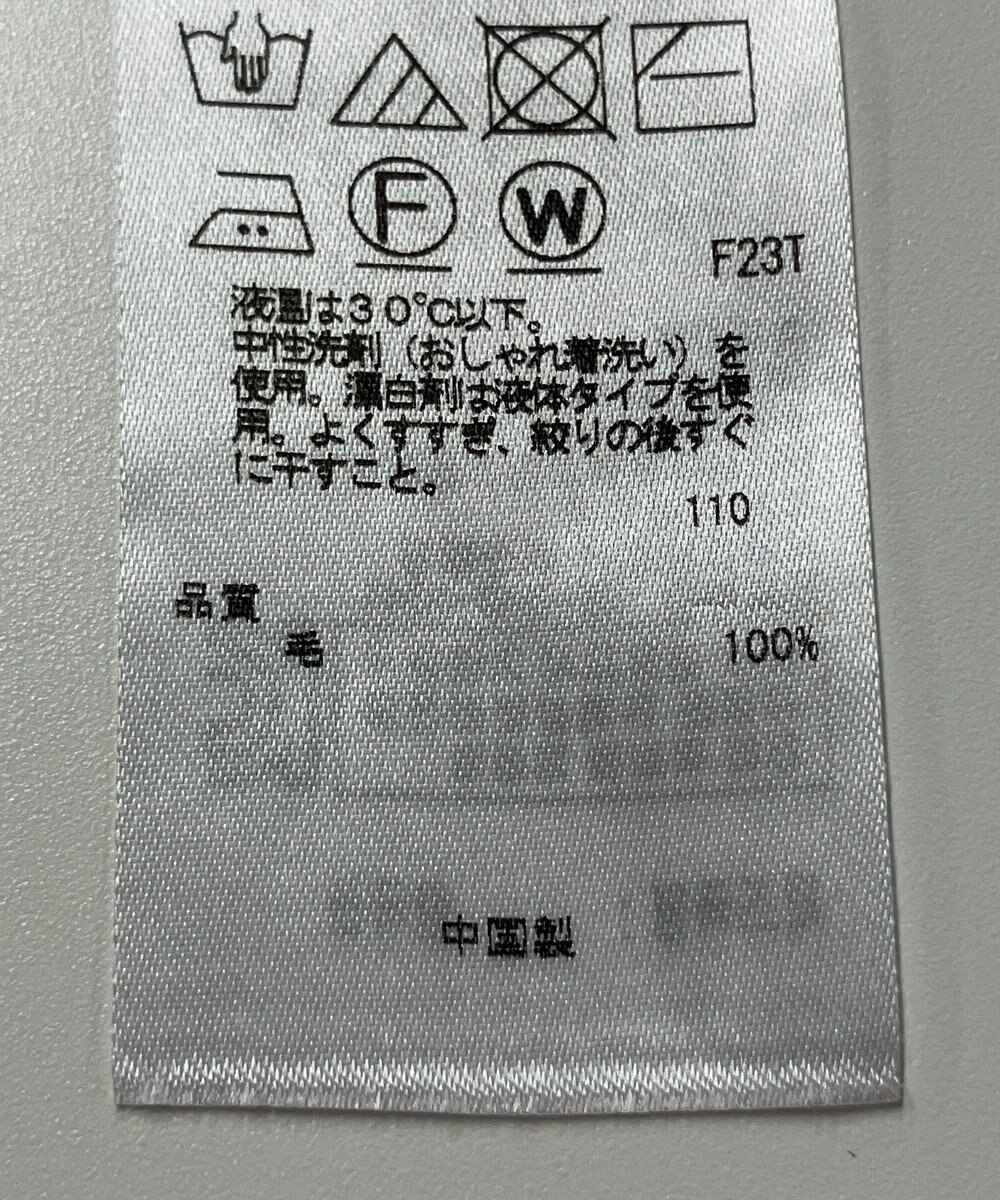 F
W
F23T
液温は30℃以下。
中性洗剤(おしゃれ着洗い)を
使用。漂白剤は液体タイプを使
用。よくすすぎ、絞りの後すぐ
に干すこと。
110
品質
毛 100%
中国製